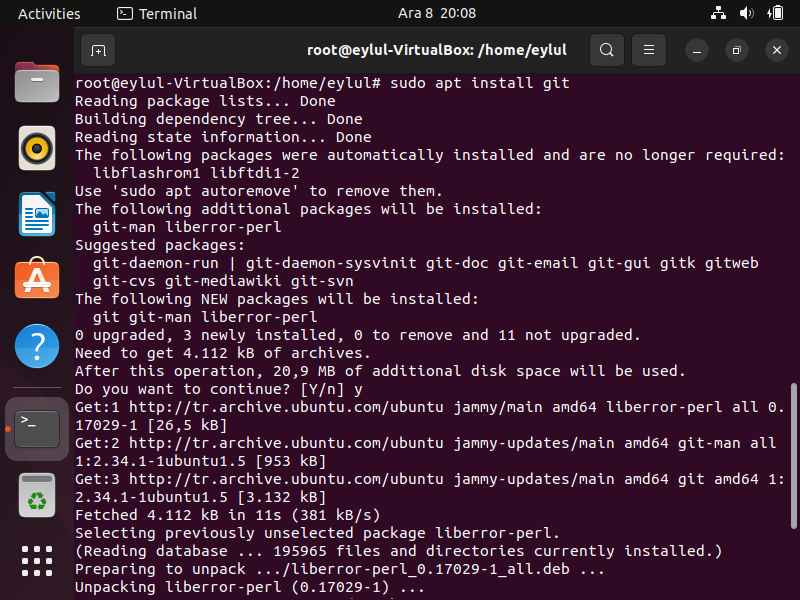 Activities Terminal Ara 8 20:08
root@eylul-VirtualBox: /home/eylul
root@eylul-VirtualBox:/home/eylul# sudo apt install git
Reading package lists... Done
Building dependency tree... Done
Reading state information... Done
The following packages were automatically installed and are no longer required:
  libflashrom1 libftdi1-2
Use 'sudo apt autoremove' to remove them.
The following additional packages will be installed:
  git-man liberror-perl
Suggested packages:
  git-daemon-run | git-daemon-sysvinit git-doc git-email git-gui gitk gitweb
  git-cvs git-mediawiki git-svn
The following NEW packages will be installed:
  git git-man liberror-perl
0 upgraded, 3 newly installed, 0 to remove and 11 not upgraded.
Need to get 4.112 kB of archives.
After this operation, 20,9 MB of additional disk space will be used.
Do you want to continue? [Y/n] y
Get:1 http://tr.archive.ubuntu.com/ubuntu jammy/main amd64 liberror-perl all 0.
17029-1 [26,5 kB]
Get:2 http://tr.archive.ubuntu.com/ubuntu jammy-updates/main amd64 git-man all
1:2.34.1-1ubuntu1.5 [953 kB]
Get:3 http://tr.archive.ubuntu.com/ubuntu jammy-updates/main amd64 git amd64 1:
2.34.1-1ubuntu1.5 [3.132 kB]
Fetched 4.112 kB in 11s (381 kB/s)
Selecting previously unselected package liberror-perl.
(Reading database ... 195965 files and directories currently installed.)
Preparing to unpack .../liberror-perl_0.17029-1_all.deb ...
Unpacking liberror-perl (0.17029-1) ...